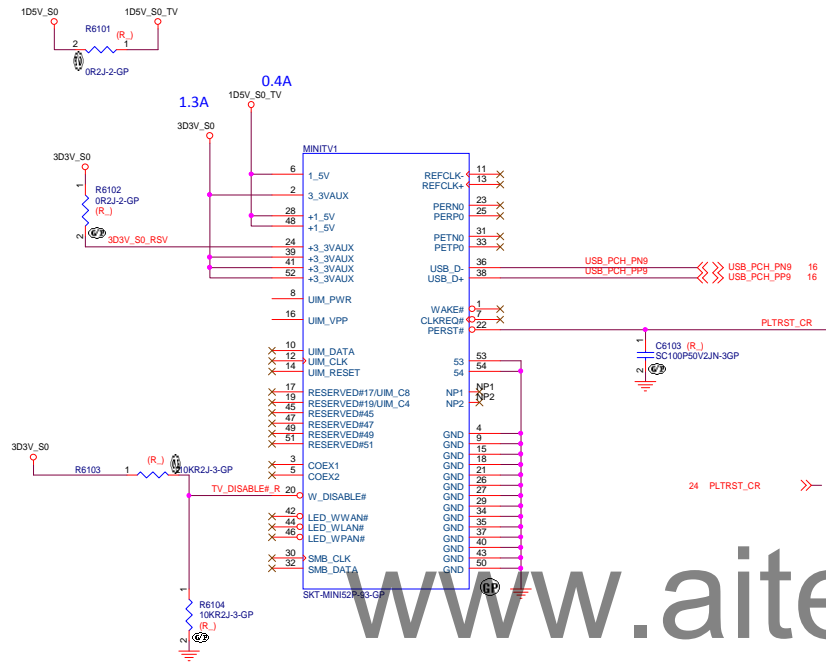 1D5V_S0 1D5V_S0_TV
R6101
(R_)
2 1
0R2J-2-GP
0.4A
1D5V_S0_TV
1.3A
3D3V_S0
3D3V_S0
1
R6102
0R2J-2-GP
(R_)
G/P
2
3D3V_S0_RSV
MINITV1
6 1_5V
2 3_3VAUX
28 +1_5V
48 +1_5V
24 +3_3VAUX
39 +3_3VAUX
41 +3_3VAUX
52 +3_3VAUX
8 UIM_PWR
16 UIM_VPP
10 UIM_DATA
12 UIM_CLK
14 UIM_RESET
17 RESERVED#17/UIM_C8
19 RESERVED#19/UIM_C4
45 RESERVED#45
47 RESERVED#47
49 RESERVED#49
51 RESERVED#51
3 COEX1
5 COEX2
20 W_DISABLE#
42 LED_WWAN#
44 LED_WLAN#
46 LED_WPAN#
30 SMB_CLK
32 SMB_DATA
REFCLK- 11
REFCLK+ 13
PERN0 23
PERP0 25
PETN0 31
PETP0 33
USB_D- 36
USB_D+ 38
WAKE# 1
CLKREQ# 7
PERST# 22
53 53
54 54
NP1 NP1
NP2 NP2
GND 4
GND 9
GND 15
GND 18
GND 21
GND 26
GND 27
GND 29
GND 34
GND 35
GND 37
GND 40
GND 43
GND 50
SKT-MINI52P-93-GP
GP
USB_PCH_PN9 USB_PCH_PN9 16
USB_PCH_PP9 USB_PCH_PP9 16
PLTRST_CR
1
C6103 (R_)
SC100P50V2JN-3GP
2 G/P
24 PLTRST_CR
3D3V_S0
R6103 1 (R_) 10KR2J-3-GP
TV_DISABLE#_R
1
R6104
10KR2J-3-GP
(R_)
2 G/P
www.aite